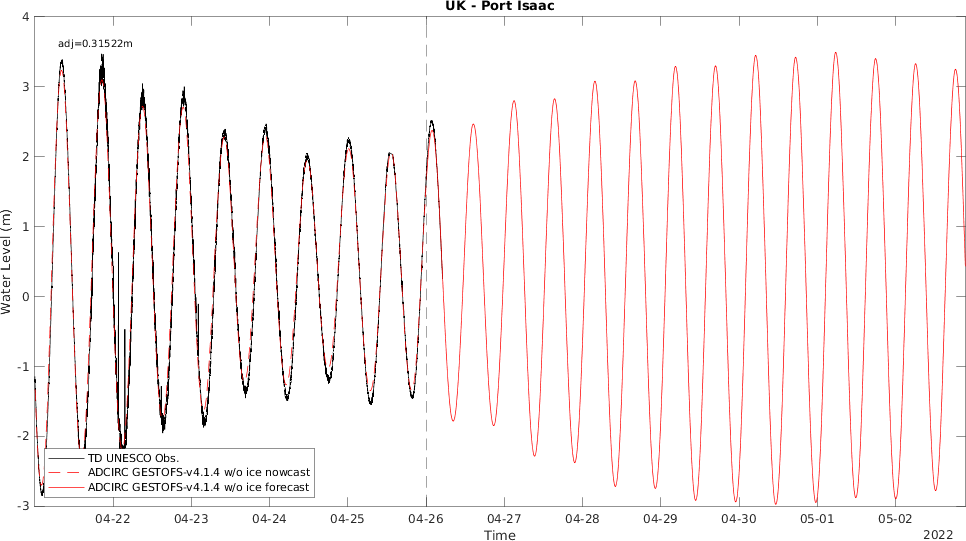 UK - Port Isaac
adj=0.31522m
4
3
2
1
0
-1
-2
-3
Water Level (m)
TD UNESCO Obs.
ADCIRC GESTOFS-v4.1.4 w/o ice nowcast
ADCIRC GESTOFS-v4.1.4 w/o ice forecast
04-22 04-23 04-24 04-25 04-26 04-27 04-28 04-29 04-30 05-01 05-02
Time
2022